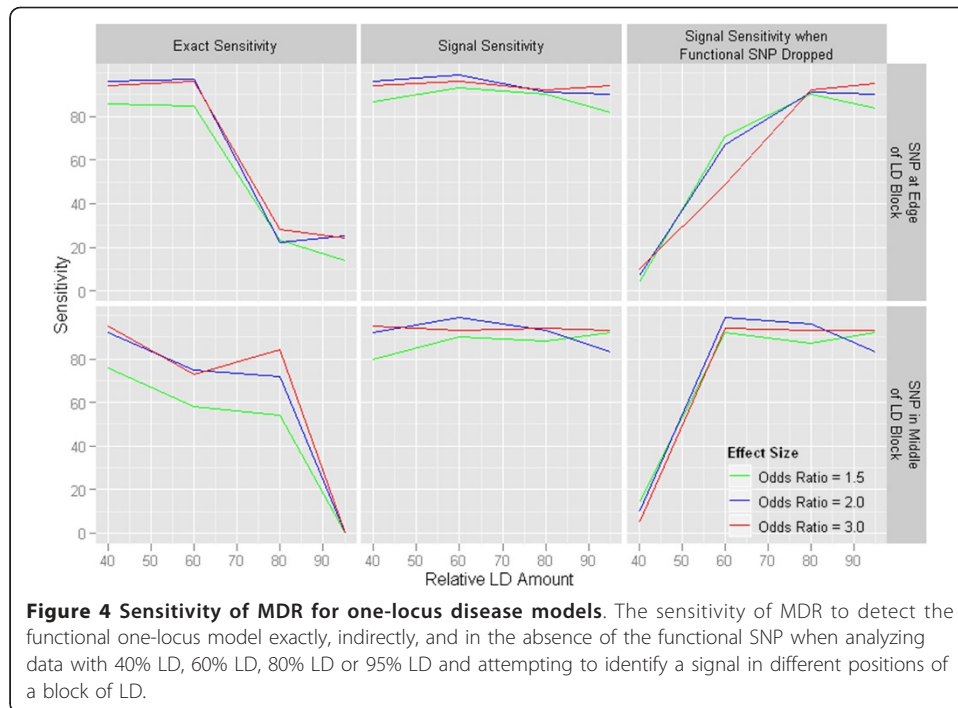 Exact Sensitivity
Signal Sensitivity
Signal Sensitivity when
Functional SNP Dropped
80
60
40
20
0
SNP at Edge
of LD Block
Sensitivity
80
60
40
20
0
SNP in Middle
of LD Block
Effect Size
Odds Ratio = 1.5
Odds Ratio = 2.0
Odds Ratio = 3.0
40 50 60 70 80 90
40 50 60 70 80 90
40 50 60 70 80 90
Relative LD Amount
Figure 4 Sensitivity of MDR for one-locus disease models. The sensitivity of MDR to detect the
functional one-locus model exactly, indirectly, and in the absence of the functional SNP when analyzing
data with 40% LD, 60% LD, 80% LD or 95% LD and attempting to identify a signal in different positions of
a block of LD.